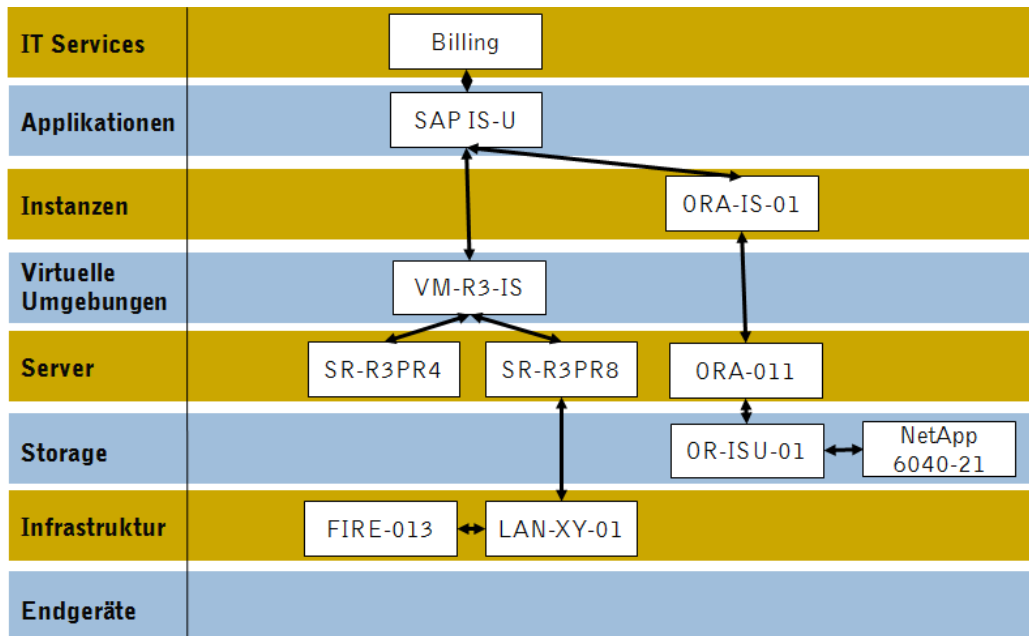 IT Services
Billing
Applikationen
SAP IS-U
Instanzen
ORA-IS-01
Virtuelle
Umgebungen
VM-R3-IS
Server
SR-R3PR4
SR-R3PR8
ORA-011
Storage
OR-ISU-01
NetApp
6040-21
Infrastruktur
FIRE-013
LAN-XY-01
Endgeräte